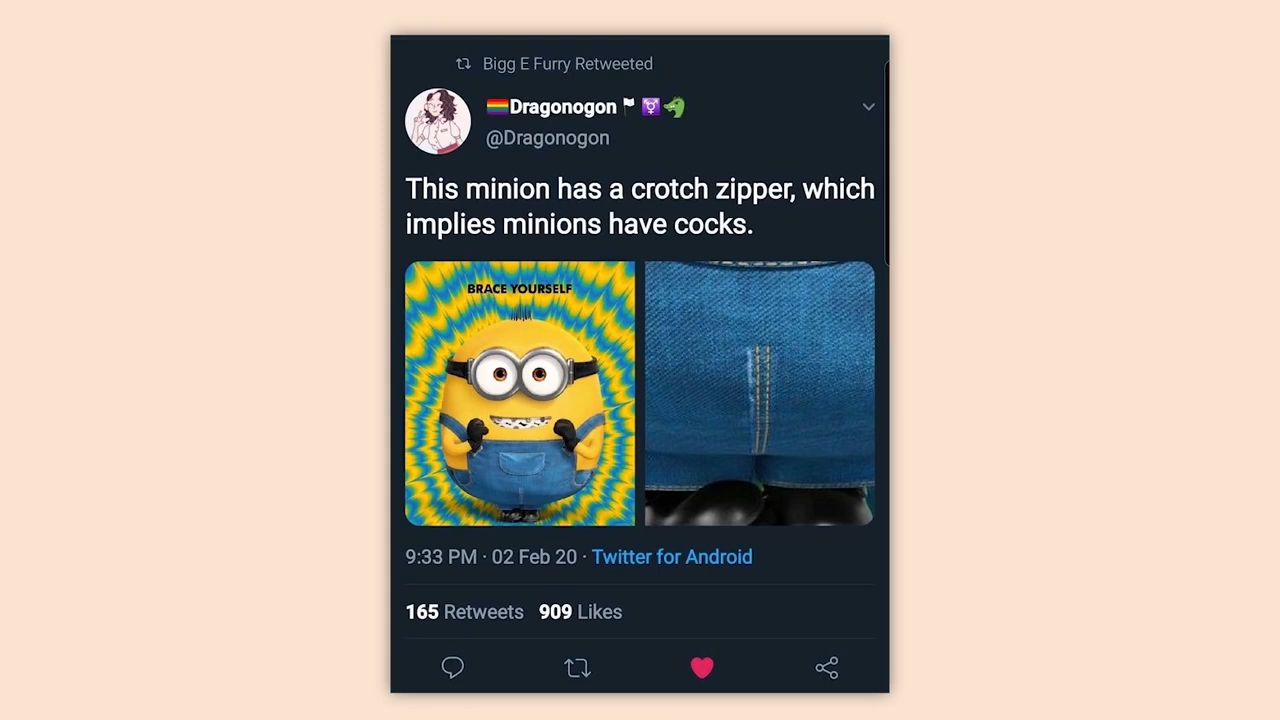 Bigg E Furry Retweeted
🏳️‍🌈Dragonogon🏳⚧🐲
@Dragonogon
This minion has a crotch zipper, which
implies minions have cocks.
BRACE YOURSELF
9:33 PM · 02 Feb 20 · Twitter for Android
165 Retweets 909 Likes